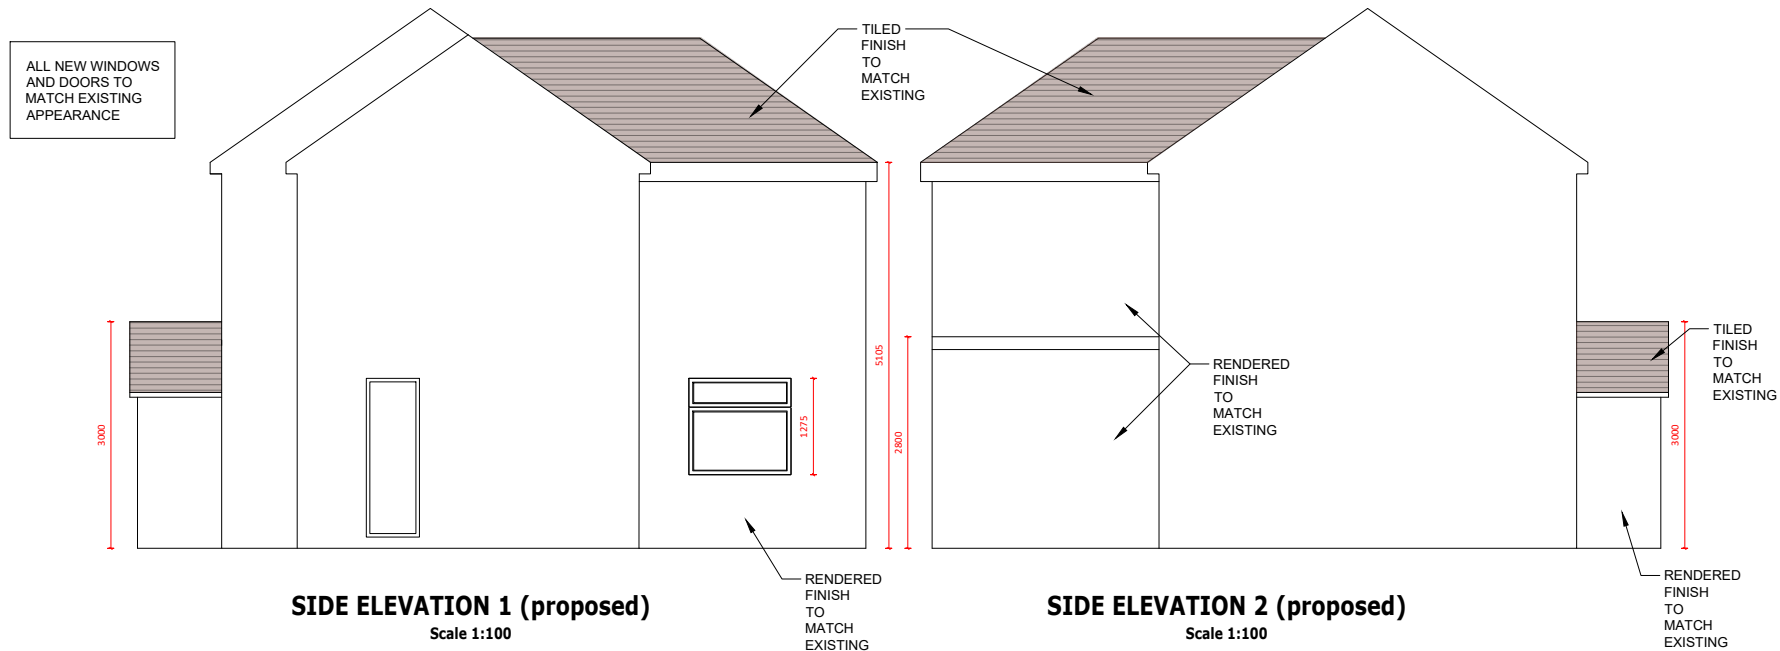 ALL NEW WINDOWS
AND DOORS TO
MATCH EXISTING
APPEARANCE
TILED
FINISH
TO
MATCH
EXISTING
3000
1275
5105
2800
RENDERED
FINISH
TO
MATCH
EXISTING
TILED
FINISH
TO
MATCH
EXISTING
3000
RENDERED
FINISH
TO
MATCH
EXISTING
RENDERED
FINISH
TO
MATCH
EXISTING
SIDE ELEVATION 1 (proposed)
Scale 1:100
SIDE ELEVATION 2 (proposed)
Scale 1:100